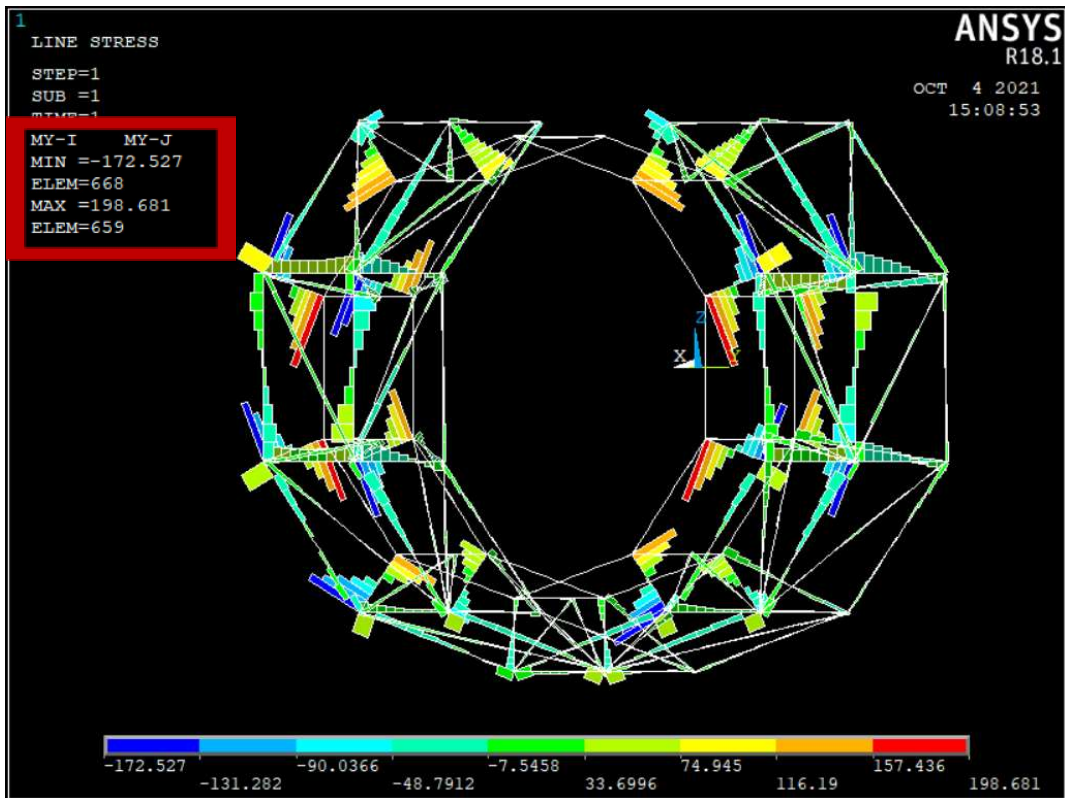 1
LINE STRESS
STEP=1
SUB =1
TIME=1
MY-I MY-J
MIN =-172.527
ELEM=668
MAX =198.681
ELEM=659
ANSYS
R18.1
OCT 4 2021
15:08:53
Z
X Y
-172.527 -90.0366 -7.5458 74.945 157.436
-131.282 -48.7912 33.6996 116.19 198.681